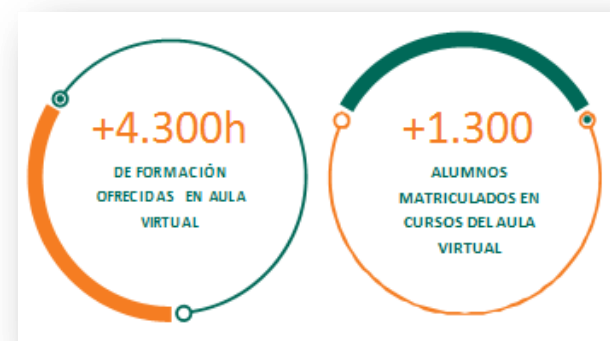 +4.300h
DE FORMACIÓN
OFRECIDAS EN AULA
VIRTUAL
+1.300
ALUMNOS
MATRICULADOS EN
CURSOS DEL AULA
VIRTUAL